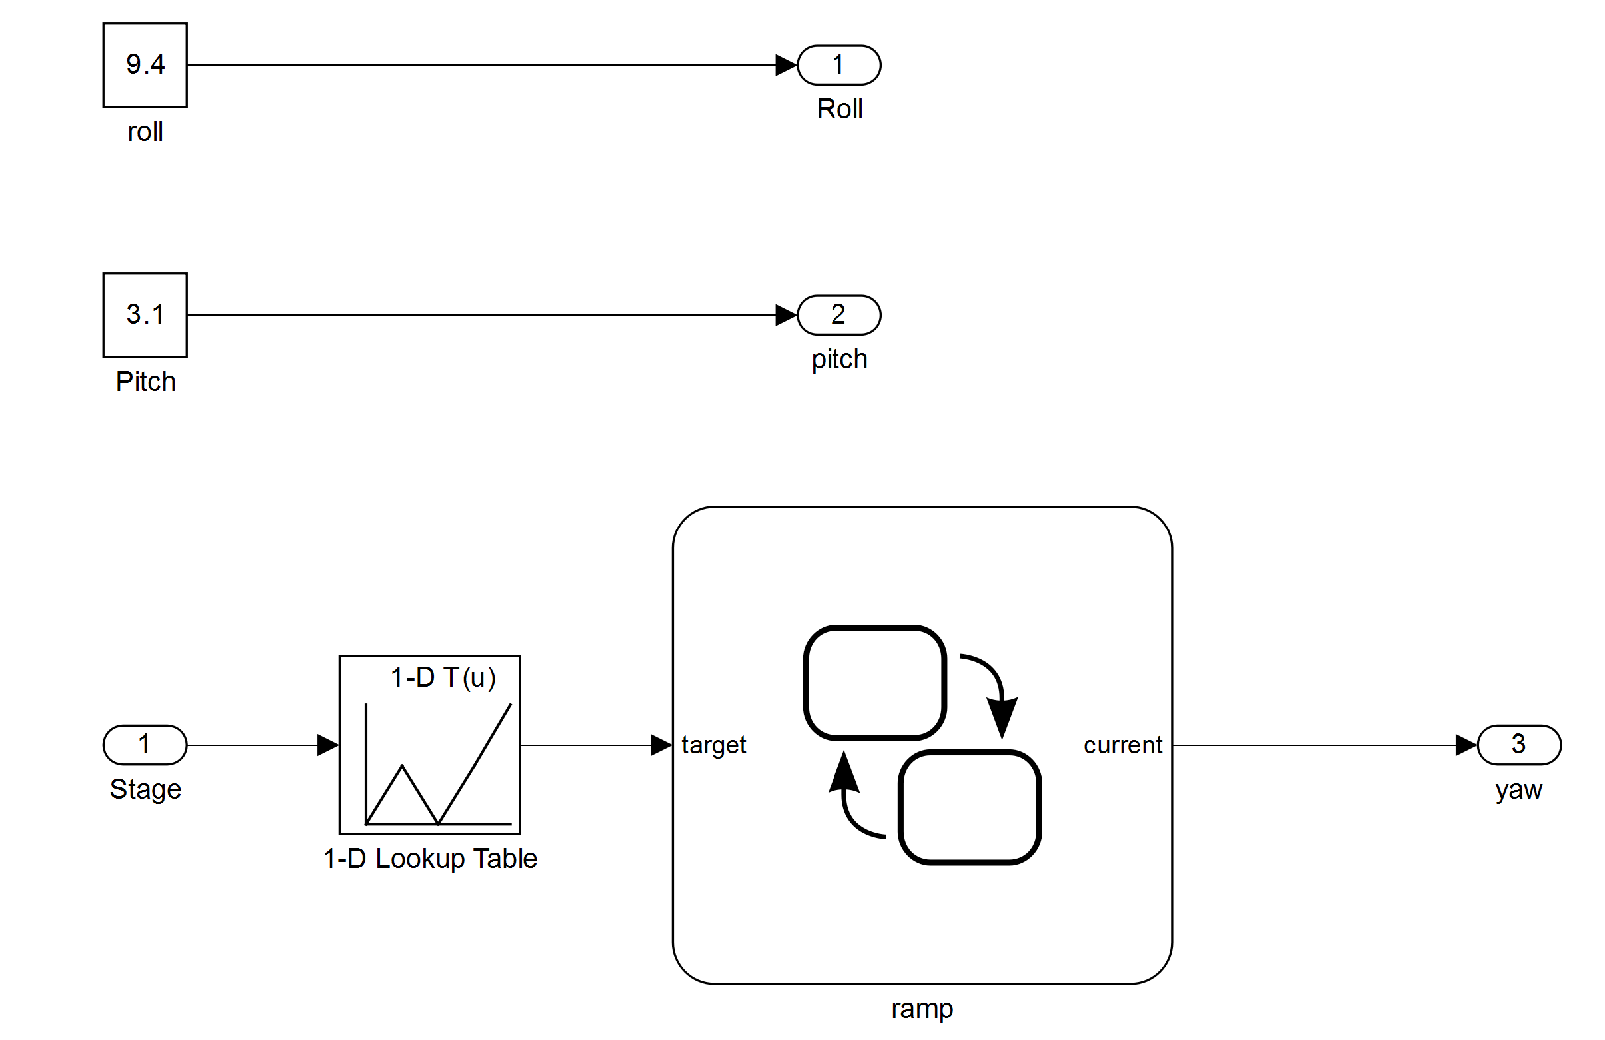 9.4
roll
1
Roll
3.1
Pitch
2
pitch
1
Stage
1-D T(u)
1-D Lookup Table
target
current
ramp
3
yaw